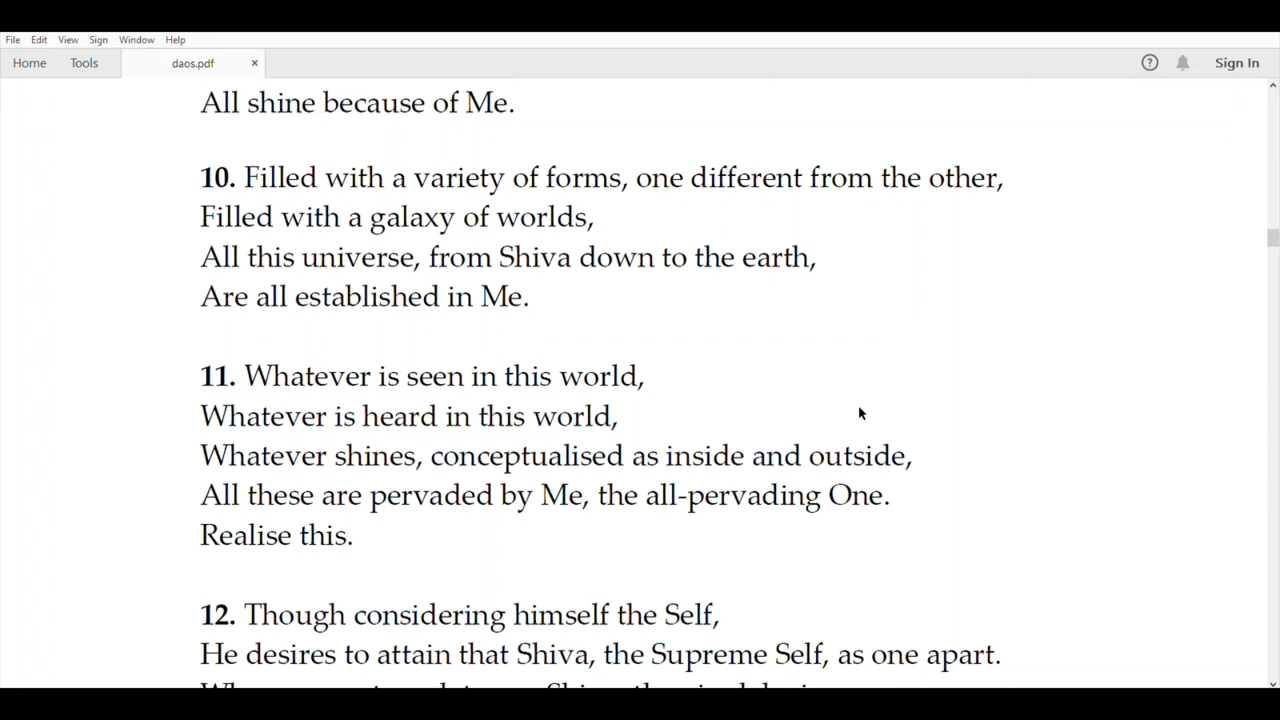 File Edit View Sign Window Help
Home Tools daos.pdf × ? Sign In
All shine because of Me.
10. Filled with a variety of forms, one different from the other,
Filled with a galaxy of worlds,
All this universe, from Shiva down to the earth,
Are all established in Me.
11. Whatever is seen in this world,
Whatever is heard in this world,
Whatever shines, conceptualised as inside and outside,
All these are pervaded by Me, the all-pervading One.
Realise this.
12. Though considering himself the Self,
He desires to attain that Shiva, the Supreme Self, as one apart.